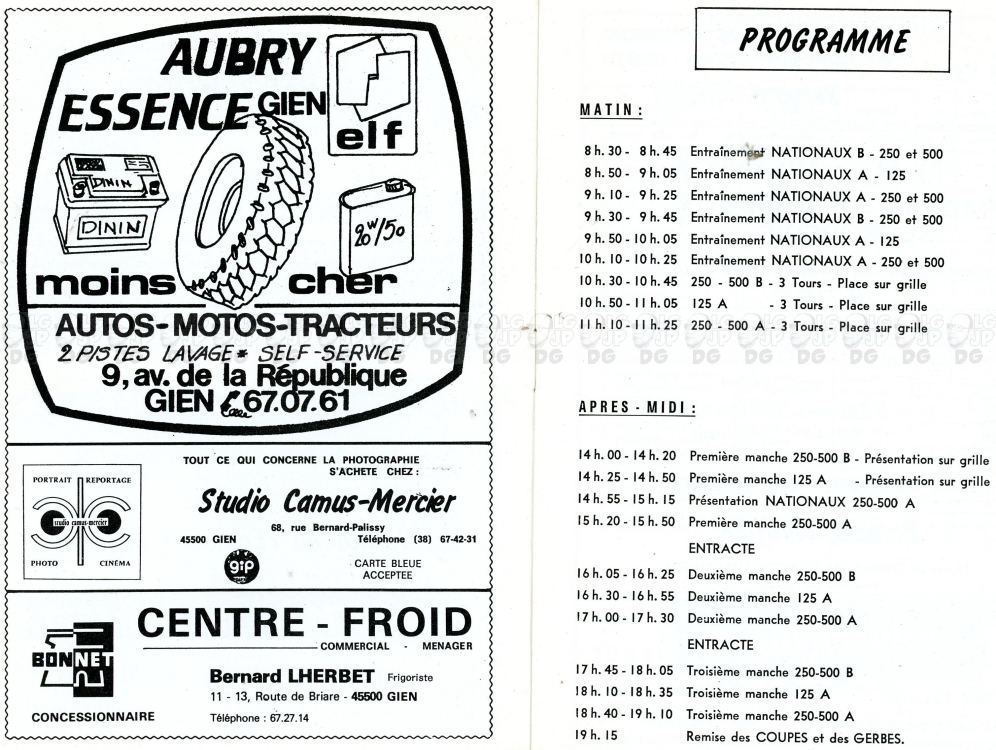 AUBRY
ESSENCE GIEN
elf
DININ
DININ
20w/50
moins cher
AUTOS-MOTOS-TRACTEURS
2 PISTES LAVAGE * SELF-SERVICE
9, av. de la République
GIEN 67.07.61
TOUT CE QUI CONCERNE LA PHOTOGRAPHIE
S'ACHETE CHEZ :
PORTRAIT REPORTAGE
studio camus-mercier
PHOTO CINÉMA
Studio Camus-Mercier
68, rue Bernard-Palissy
45500 GIEN Téléphone (38) 67-42-31
gip
CARTE BLEUE
ACCEPTEE
CENTRE - FROID
COMMERCIAL - MENAGER
BONNET
Bernard LHERBET Frigoriste
11 - 13, Route de Briare - 45500 GIEN
CONCESSIONNAIRE
Téléphone : 67.27.14
PROGRAMME
MATIN :
8 h. 30 - 8 h. 45 Entraînement NATIONAUX B - 250 et 500
8 h. 50 - 9 h. 05 Entraînement NATIONAUX A - 125
9 h. 10 - 9 h. 25 Entraînement NATIONAUX A - 250 et 500
9 h. 30 - 9 h. 45 Entraînement NATIONAUX B - 250 et 500
9 h. 50 - 10 h. 05 Entraînement NATIONAUX A - 125
10 h. 10 - 10 h. 25 Entraînement NATIONAUX A - 250 et 500
10 h. 30 - 10 h. 45 250 - 500 B - 3 Tours - Place sur grille
10 h. 50 - 11 h. 05 125 A - 3 Tours - Place sur grille
11 h. 10 - 11 h. 25 250 - 500 A - 3 Tours - Place sur grille
APRES - MIDI :
14 h. 00 - 14 h. 20 Première manche 250-500 B - Présentation sur grille
14 h. 25 - 14 h. 50 Première manche 125 A - Présentation sur grille
14 h. 55 - 15 h. 15 Présentation NATIONAUX 250-500 A
15 h. 20 - 15 h. 50 Première manche 250-500 A
ENTRACTE
16 h. 05 - 16 h. 25 Deuxième manche 250-500 B
16 h. 30 - 16 h. 55 Deuxième manche 125 A
17 h. 00 - 17 h. 30 Deuxième manche 250-500 A
ENTRACTE
17 h. 45 - 18 h. 05 Troisième manche 250-500 B
18 h. 10 - 18 h. 35 Troisième manche 125 A
18 h. 40 - 19 h. 10 Troisième manche 250-500 A
19 h. 15 Remise des COUPES et des GERBES.